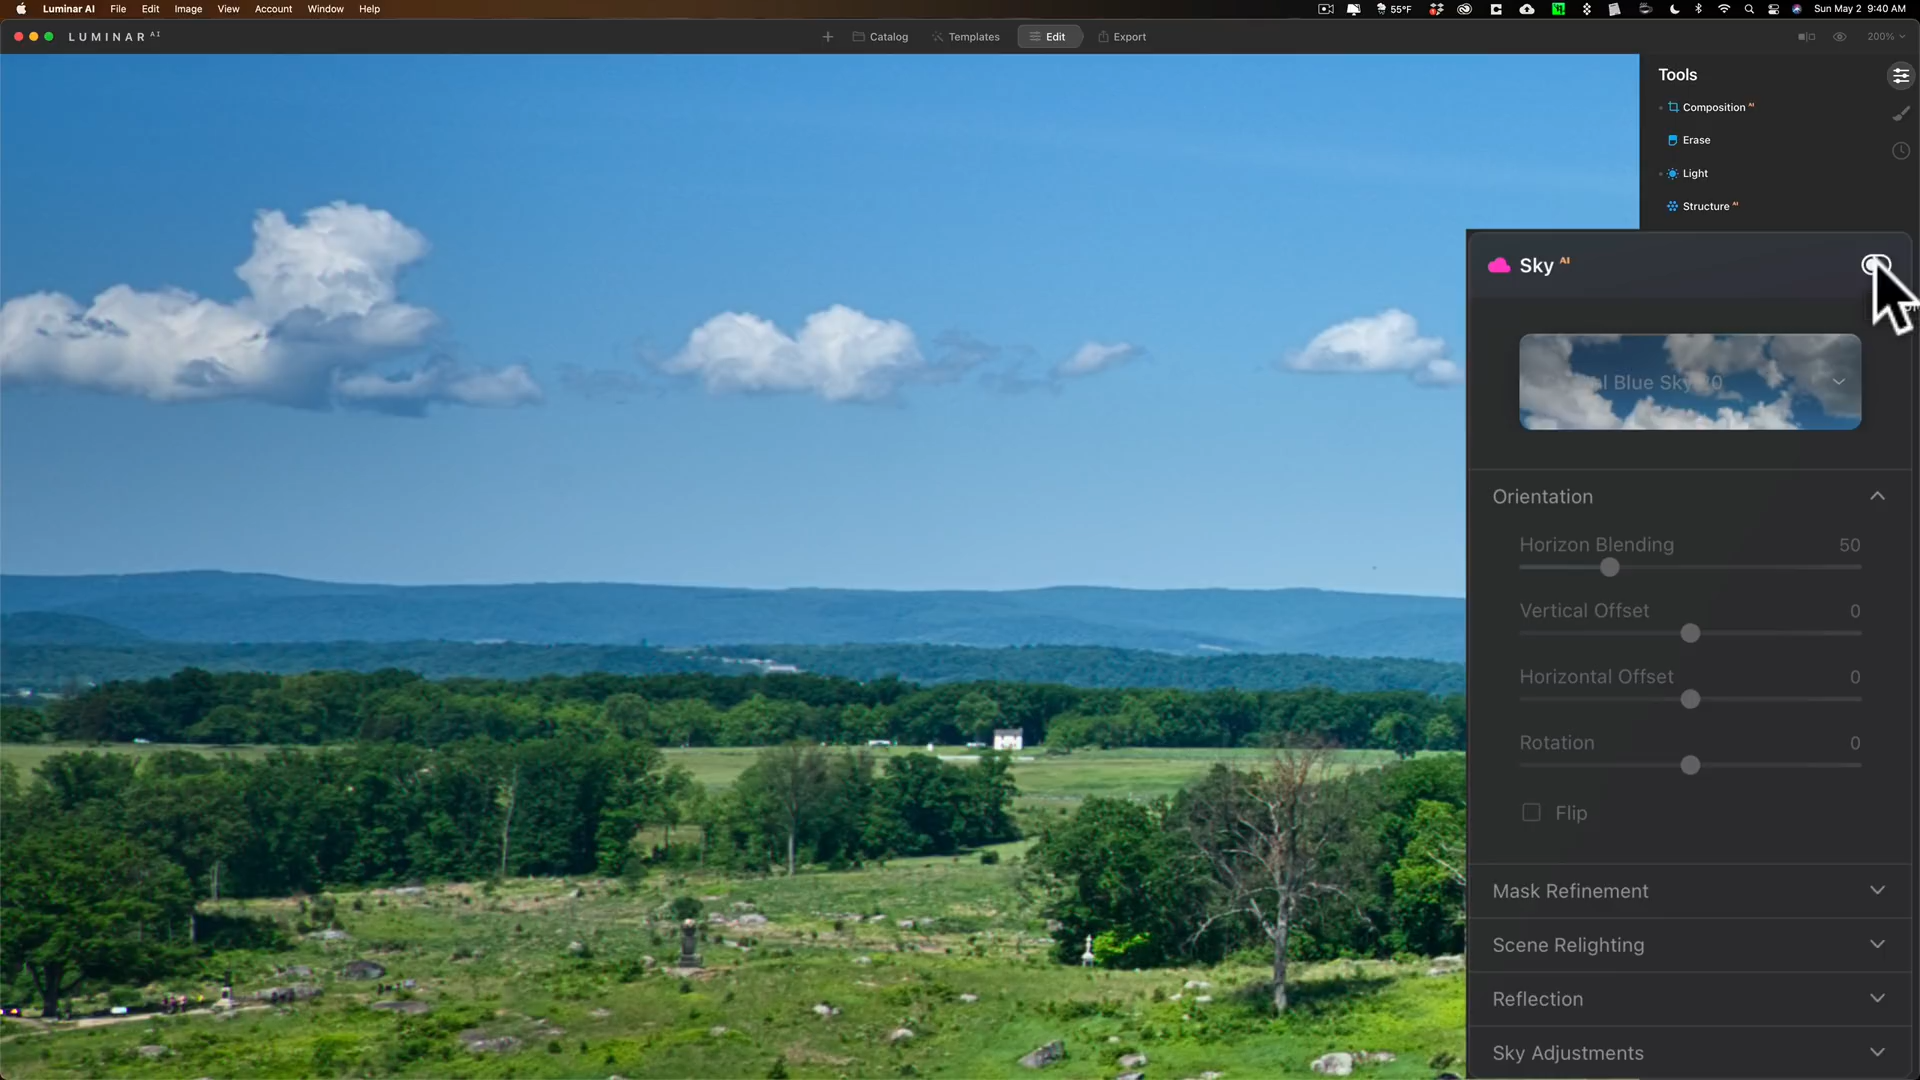 Luminar AI File Edit Image View Account Window Help 55°F Sun May 2 9:40 AM
LUMINAR AI Catalog Templates Edit Export 200%
Tools
Composition AI
Erase
Light
Structure AI
Sky AI
Blue Sky
Orientation
Horizon Blending 50
Vertical Offset 0
Horizontal Offset 0
Rotation 0
Flip
Mask Refinement
Scene Relighting
Reflection
Sky Adjustments